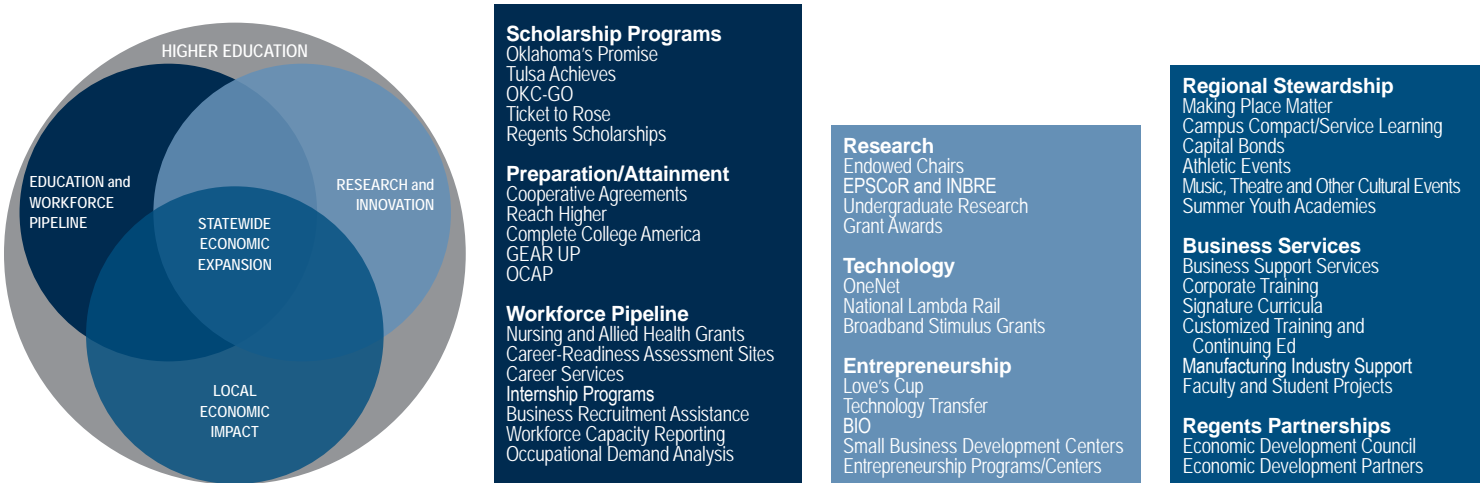 HIGHER EDUCATION
EDUCATION and
WORKFORCE
PIPELINE
RESEARCH and
INNOVATION
STATEWIDE
ECONOMIC
EXPANSION
LOCAL
ECONOMIC
IMPACT
Scholarship Programs
Oklahoma's Promise
Tulsa Achieves
OKC-GO
Ticket to Rose
Regents Scholarships
Preparation/Attainment
Cooperative Agreements
Reach Higher
Complete College America
GEAR UP
OCAP
Workforce Pipeline
Nursing and Allied Health Grants
Career-Readiness Assessment Sites
Career Services
Internship Programs
Business Recruitment Assistance
Workforce Capacity Reporting
Occupational Demand Analysis
Research
Endowed Chairs
EPSCoR and INBRE
Undergraduate Research
Grant Awards
Technology
OneNet
National Lambda Rail
Broadband Stimulus Grants
Entrepreneurship
Love's Cup
Technology Transfer
BIO
Small Business Development Centers
Entrepreneurship Programs/Centers
Regional Stewardship
Making Place Matter
Campus Compact/Service Learning
Capital Bonds
Athletic Events
Music, Theatre and Other Cultural Events
Summer Youth Academies
Business Services
Business Support Services
Corporate Training
Signature Curricula
Customized Training and
Continuing Ed
Manufacturing Industry Support
Faculty and Student Projects
Regents Partnerships
Economic Development Council
Economic Development Partners